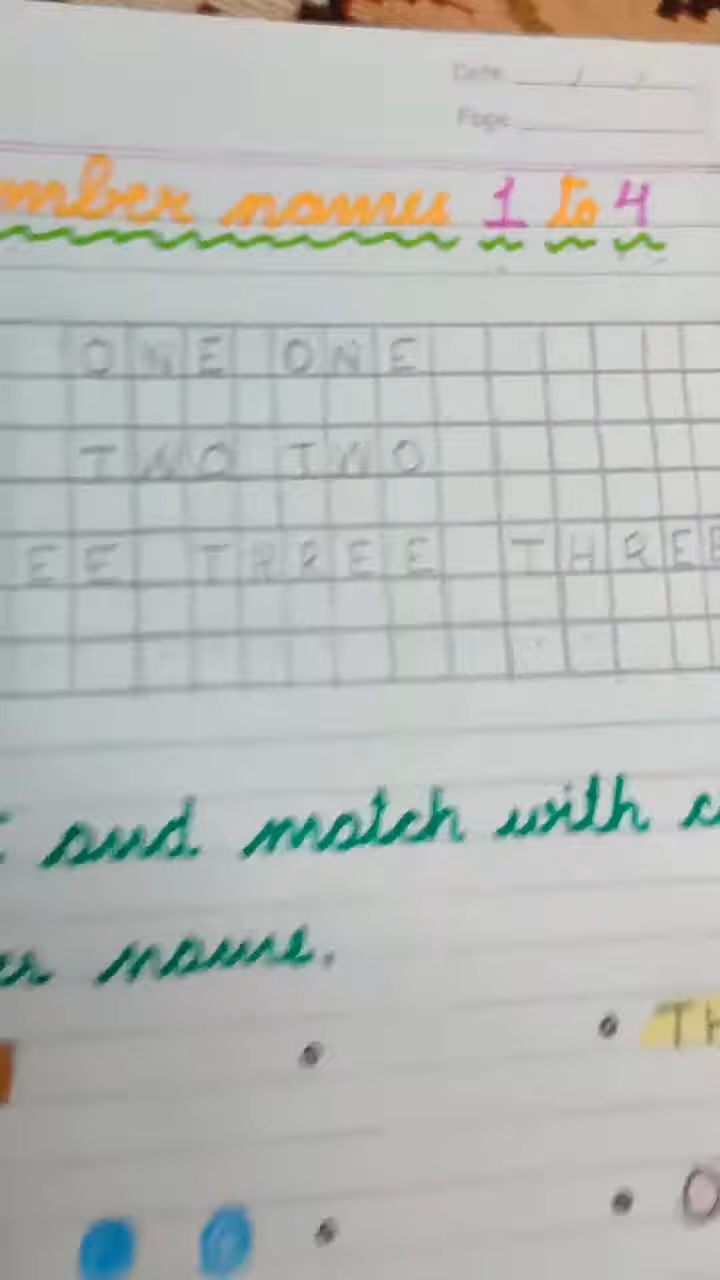 Date / /
Page
mber names 1 to 4
ONE ONE
TWO TWO
EE THREE THREE
and match with c
er name.
TH
O